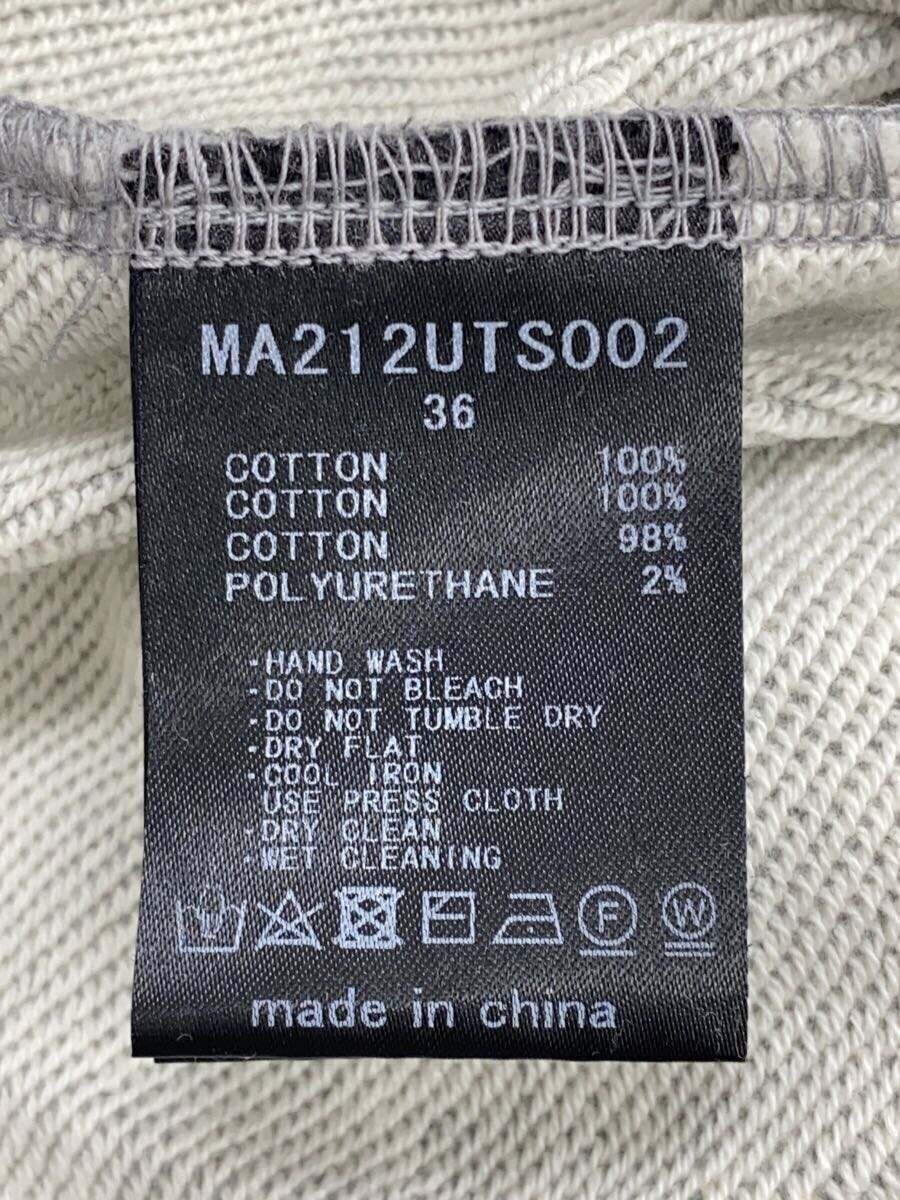 MA212UTS002
36
COTTON 100%
COTTON 100%
COTTON 98%
POLYURETHANE 2%
·HAND WASH
·DO NOT BLEACH
·DO NOT TUMBLE DRY
·DRY FLAT
·COOL IRON
USE PRESS CLOTH
·DRY CLEAN
·WET CLEANING
F W
made in china